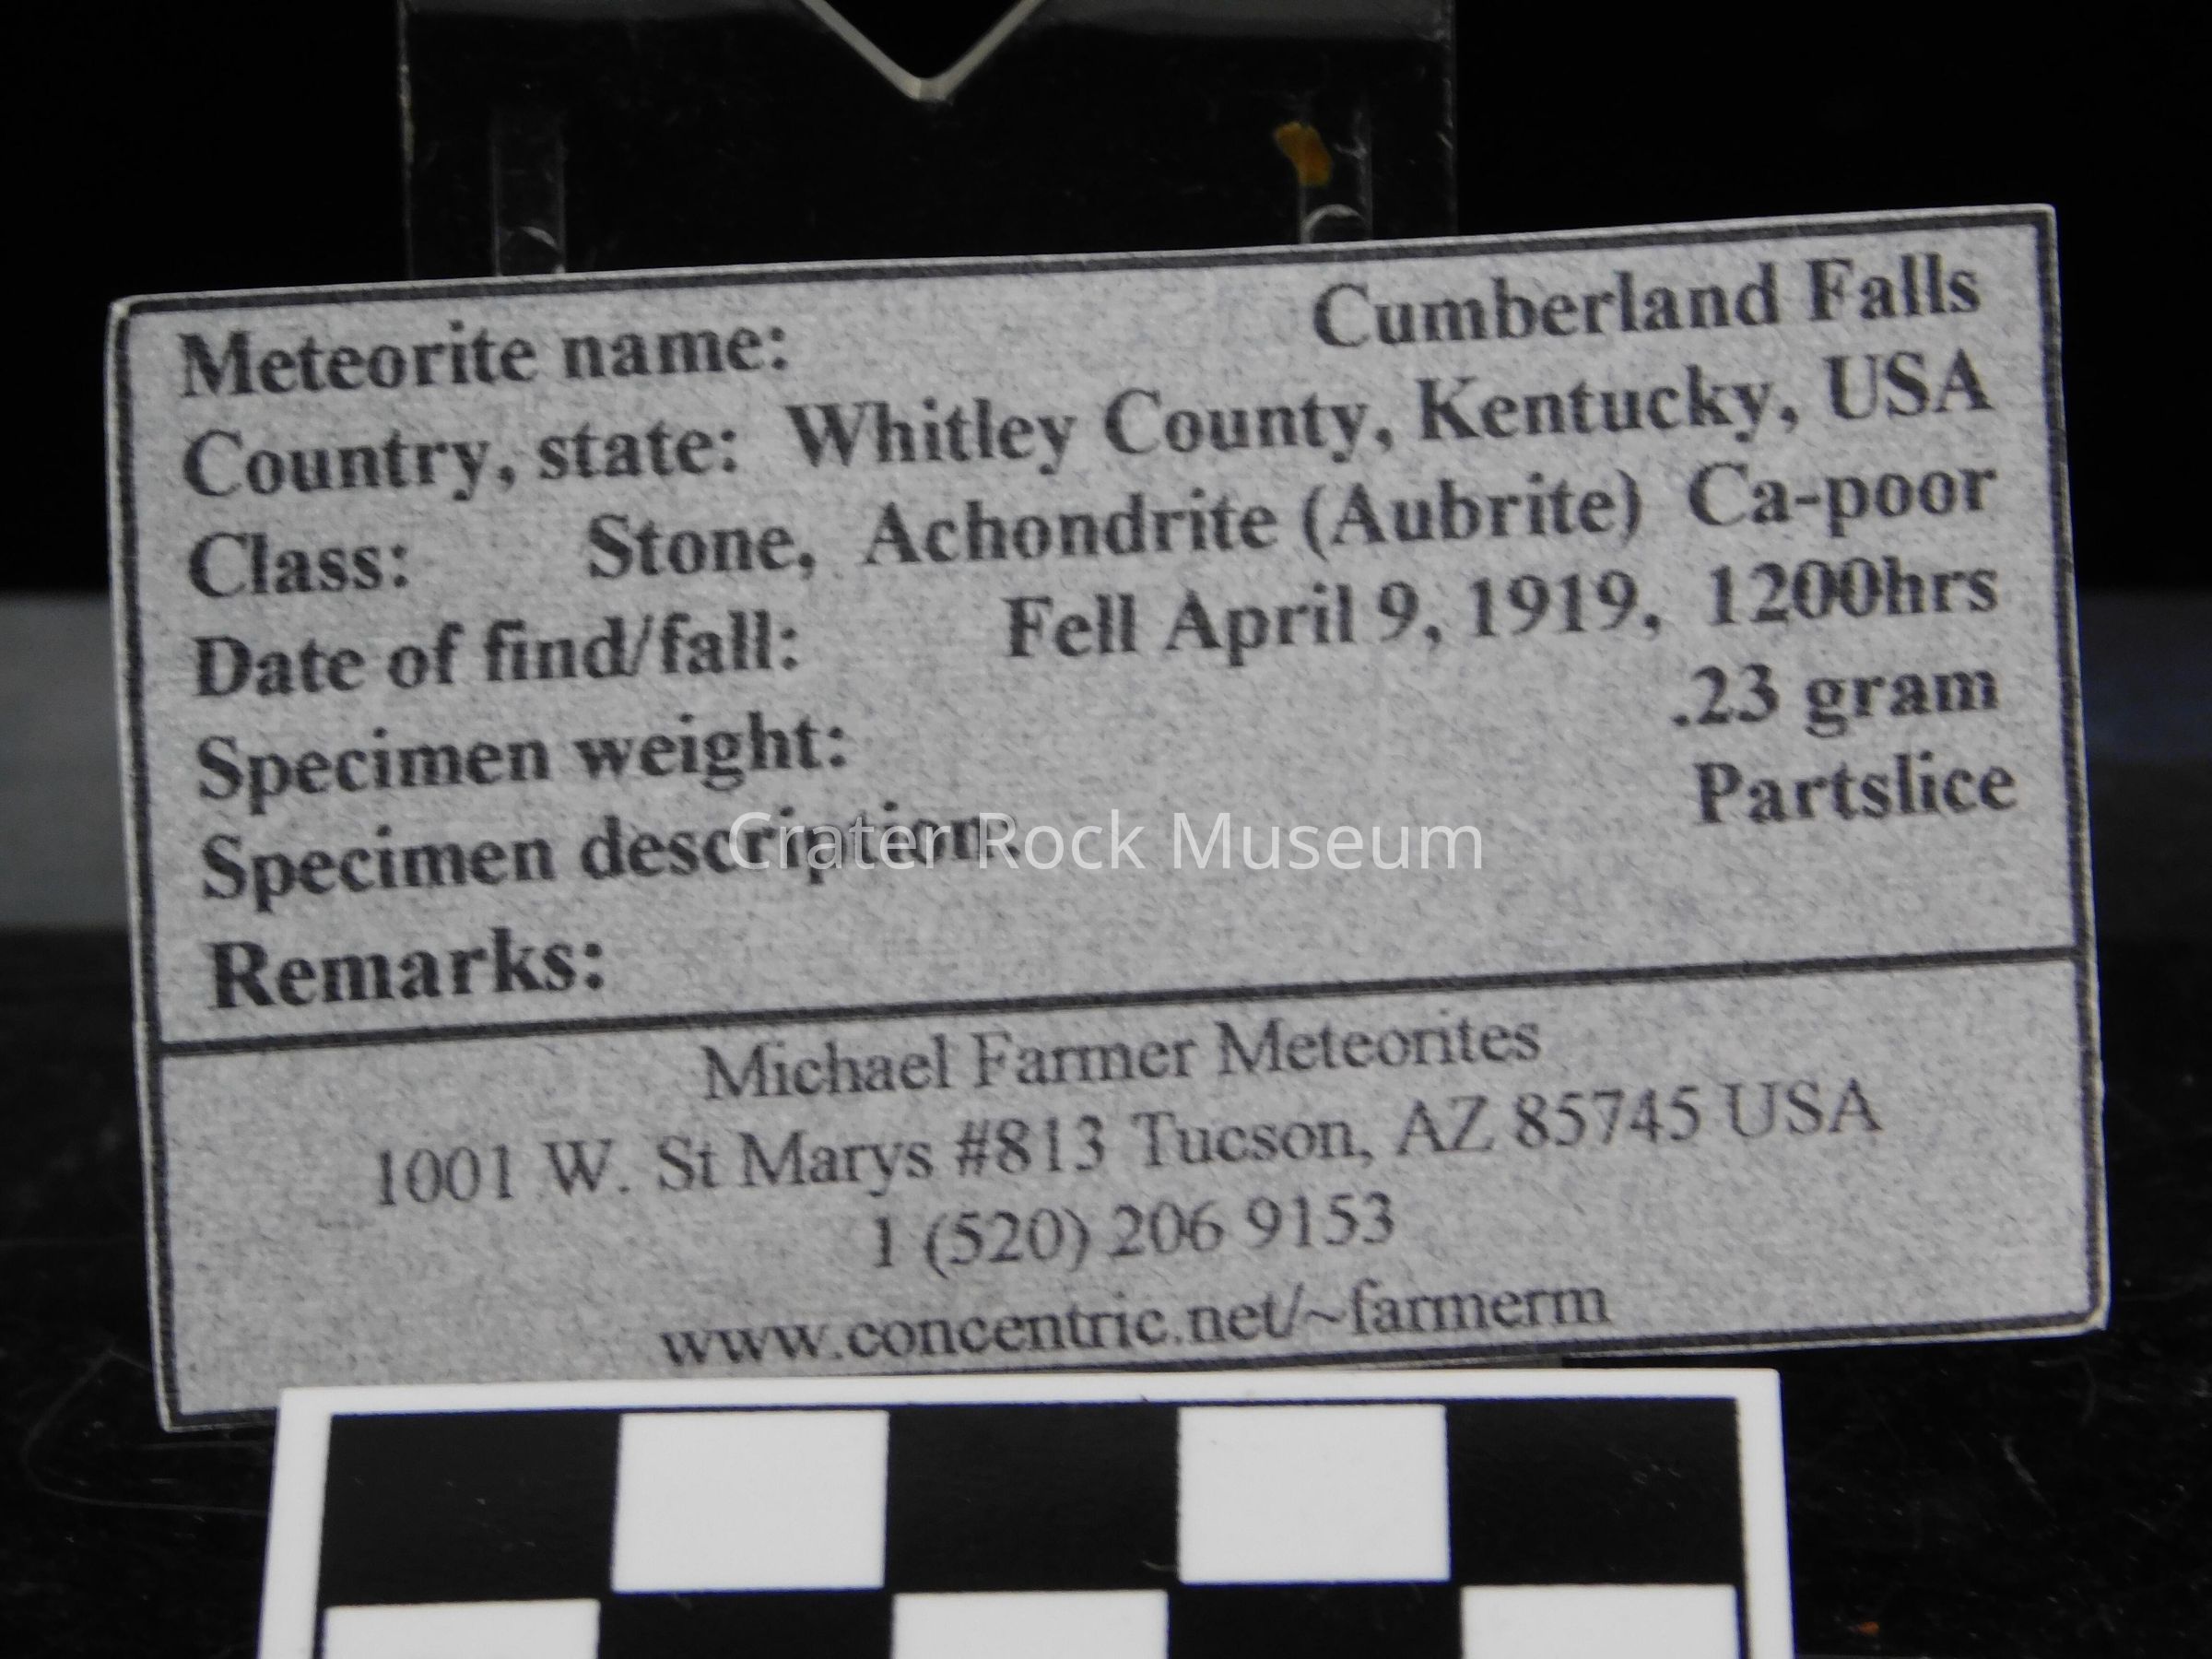 Meteorite name: Cumberland Falls
Country, state: Whitley County, Kentucky, USA
Class: Stone, Achondrite (Aubrite) Ca-poor
Date of find/fall: Fell April 9, 1919, 1200hrs
Specimen weight: .23 gram
Specimen description: Partslice
Crater Rock Museum
Remarks:
Michael Farmer Meteorites
1001 W. St Marys #813 Tucson, AZ 85745 USA
1 (520) 206 9153
www.concentric.net/~farmerm